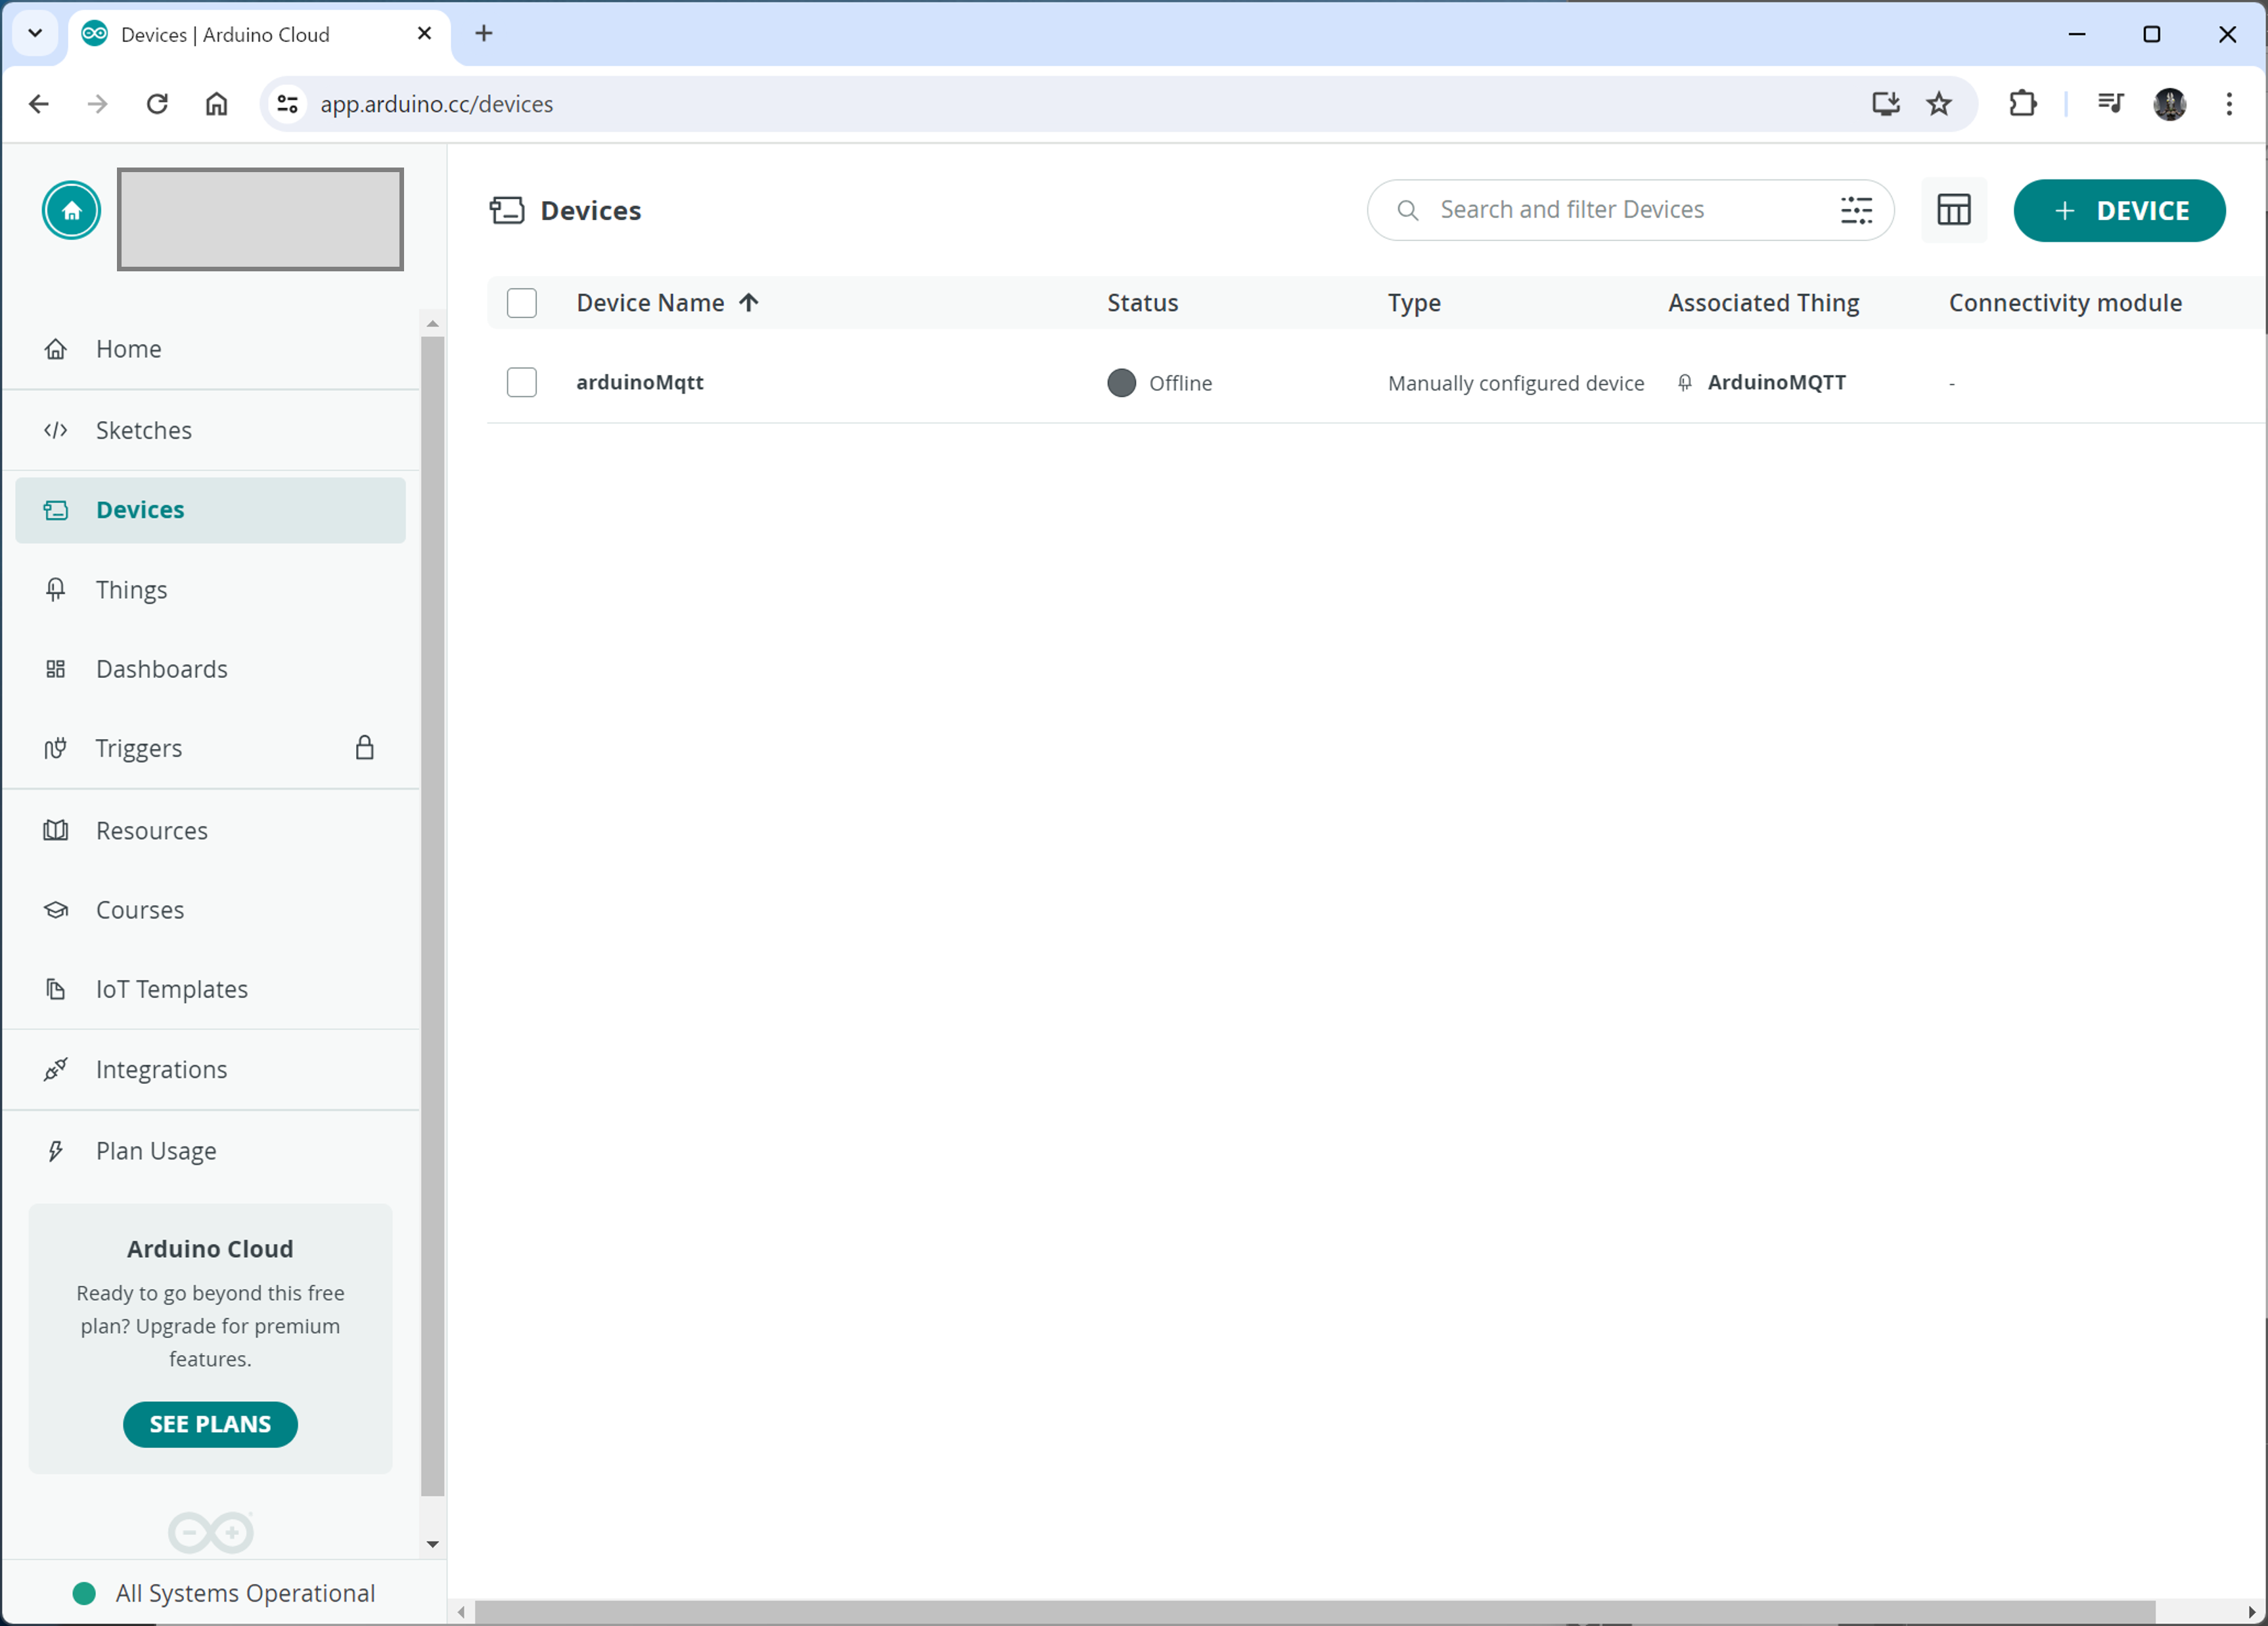 Devices | Arduino Cloud
app.arduino.cc/devices
Home
Sketches
Devices
Things
Dashboards
Triggers
Resources
Courses
IoT Templates
Integrations
Plan Usage
Arduino Cloud
Ready to go beyond this free
plan? Upgrade for premium
features.
SEE PLANS
All Systems Operational
Devices
Search and filter Devices
+ DEVICE
Device Name Status Type Associated Thing Connectivity module
arduinoMqtt Offline Manually configured device ArduinoMQTT -